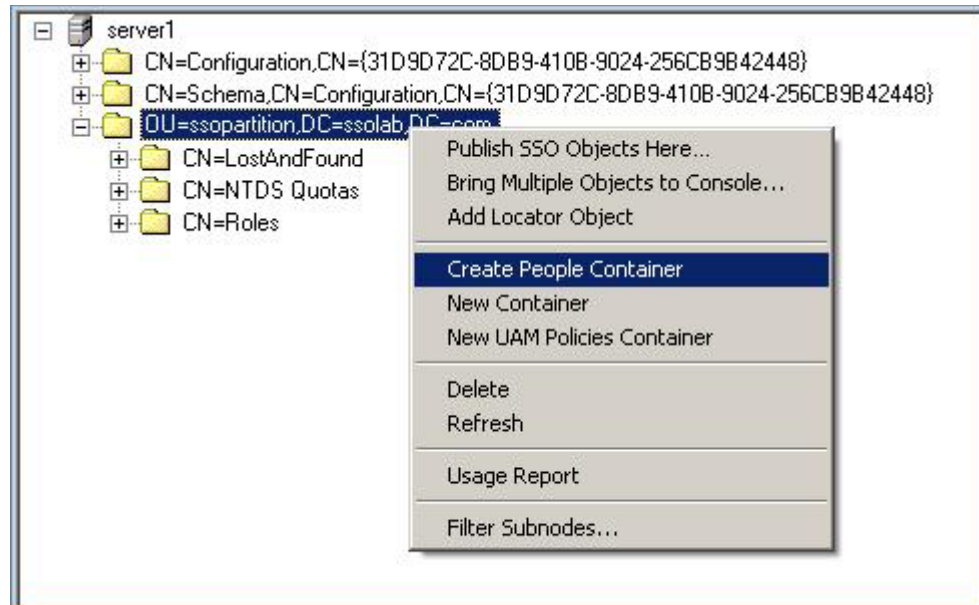 server1
CN=Configuration,CN={31D9D72C-8DB9-410B-9024-256CB9B42448}
CN=Schema,CN=Configuration,CN={31D9D72C-8DB9-410B-9024-256CB9B42448}
OU=ssopartition,DC=ssolab,DC=com
CN=LostAndFound
CN=NTDS Quotas
CN=Roles
Publish SSO Objects Here...
Bring Multiple Objects to Console...
Add Locator Object
Create People Container
New Container
New UAM Policies Container
Delete
Refresh
Usage Report
Filter Subnodes...